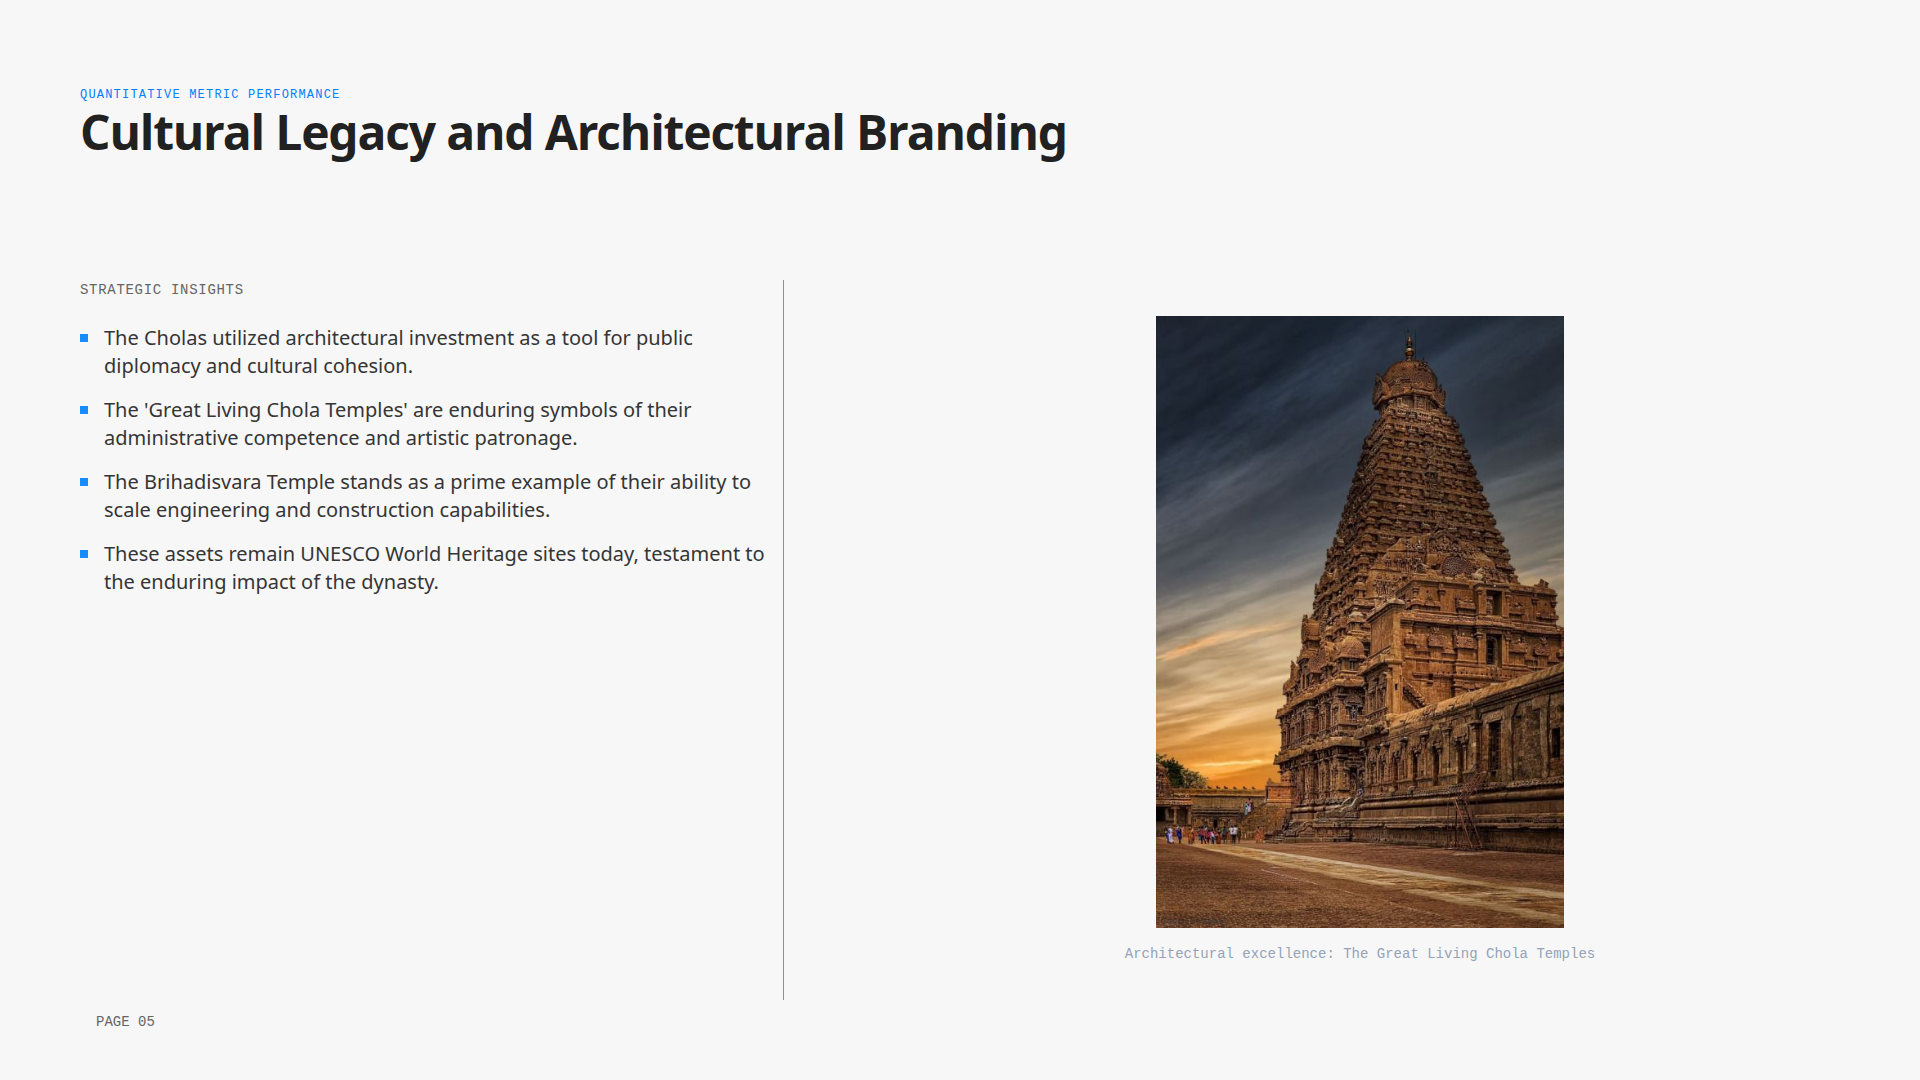 QUANTITATIVE METRIC PERFORMANCE
Cultural Legacy and Architectural Branding
STRATEGIC INSIGHTS
The Cholas utilized architectural investment as a tool for public
diplomacy and cultural cohesion.
The 'Great Living Chola Temples' are enduring symbols of their
administrative competence and artistic patronage.
The Brihadisvara Temple stands as a prime example of their ability to
scale engineering and construction capabilities.
These assets remain UNESCO World Heritage sites today, testament to
the enduring impact of the dynasty.
Architectural excellence: The Great Living Chola Temples
PAGE 05